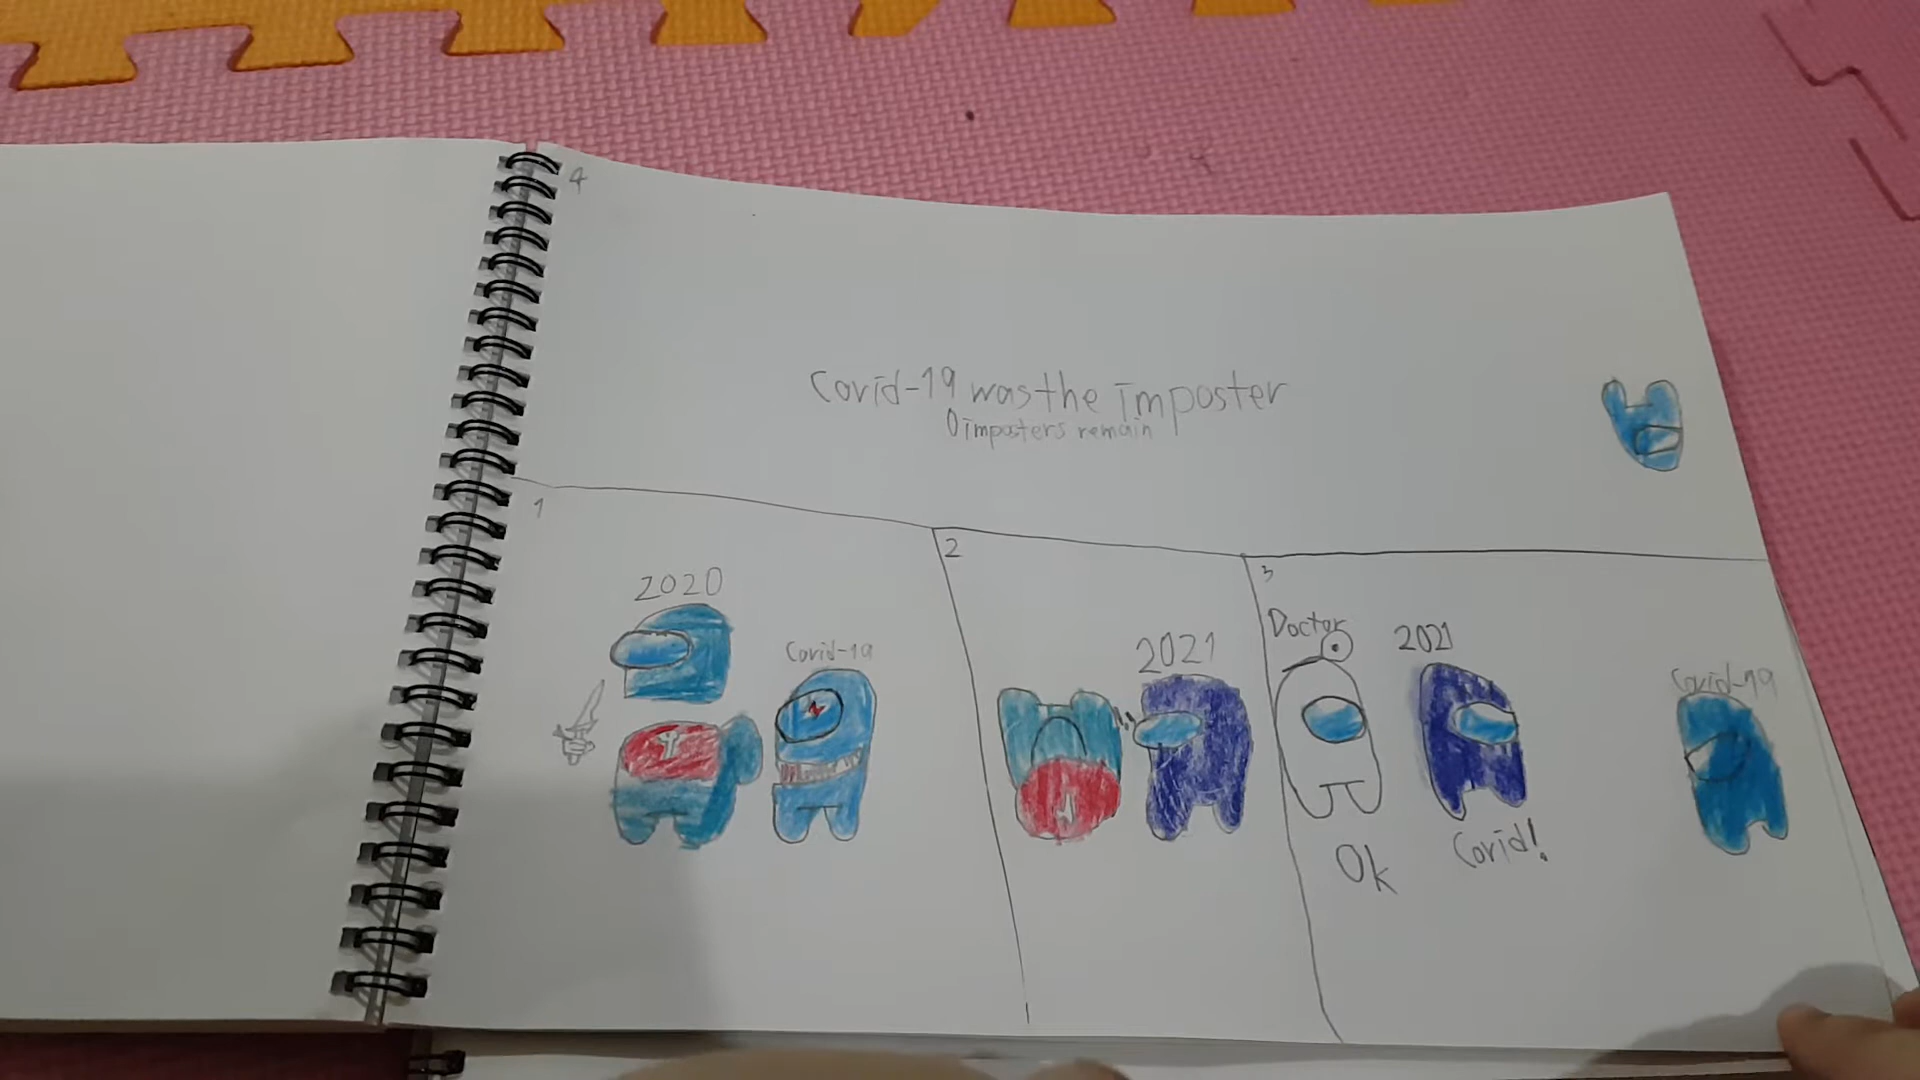 4
Covid-19 was the imposter
0 imposters remain
1
2020
Covid-19
2
2021
3
Doctor
2021
Covid-19
Ok
Covid!